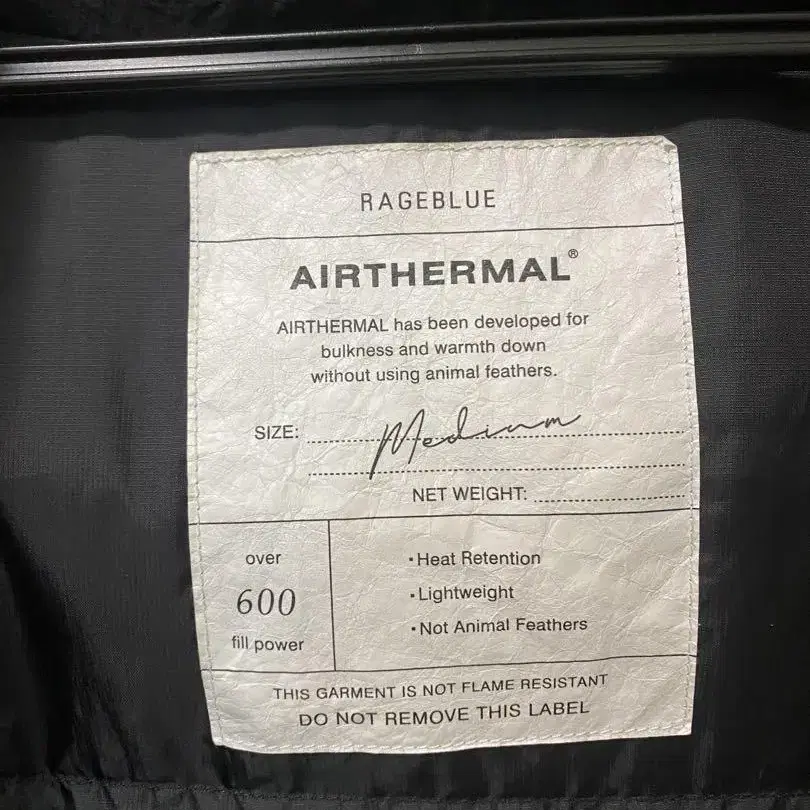 RAGEBLUE
AIRTHERMAL®
AIRTHERMAL has been developed for
bulkness and warmth down
without using animal feathers.
SIZE: Medium
NET WEIGHT:
over
600
fill power
・Heat Retention
・Lightweight
・Not Animal Feathers
THIS GARMENT IS NOT FLAME RESISTANT
DO NOT REMOVE THIS LABEL